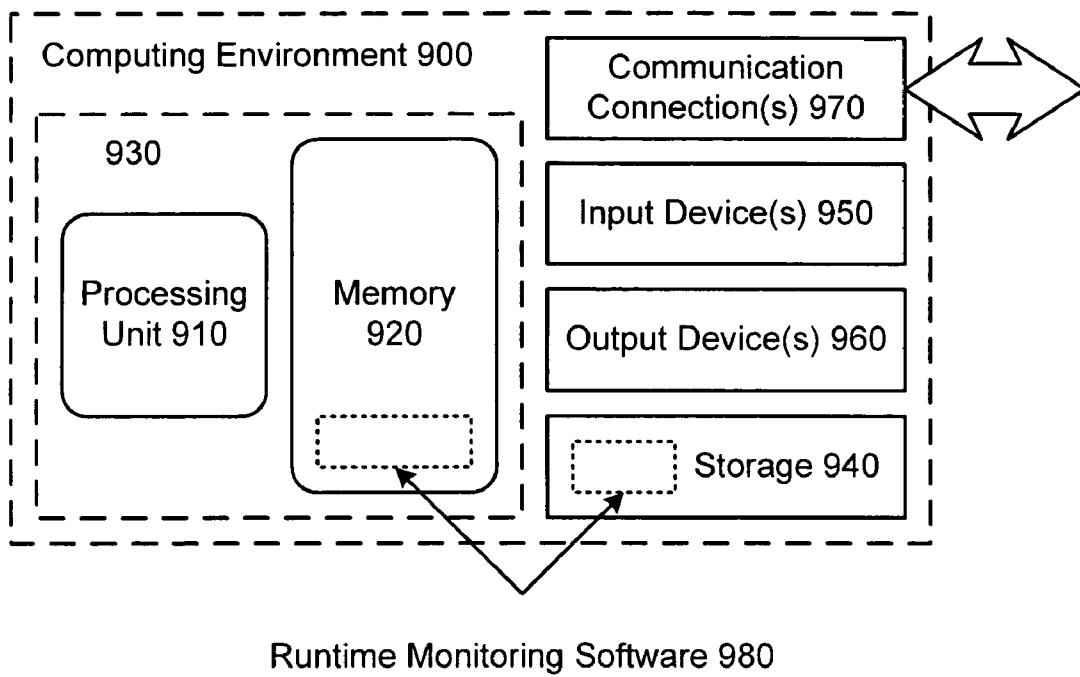 Computing Environment 900
930
Processing
Unit 910
Memory
920
Communication
Connection(s) 970
Input Device(s) 950
Output Device(s) 960
Storage 940
Runtime Monitoring Software 980